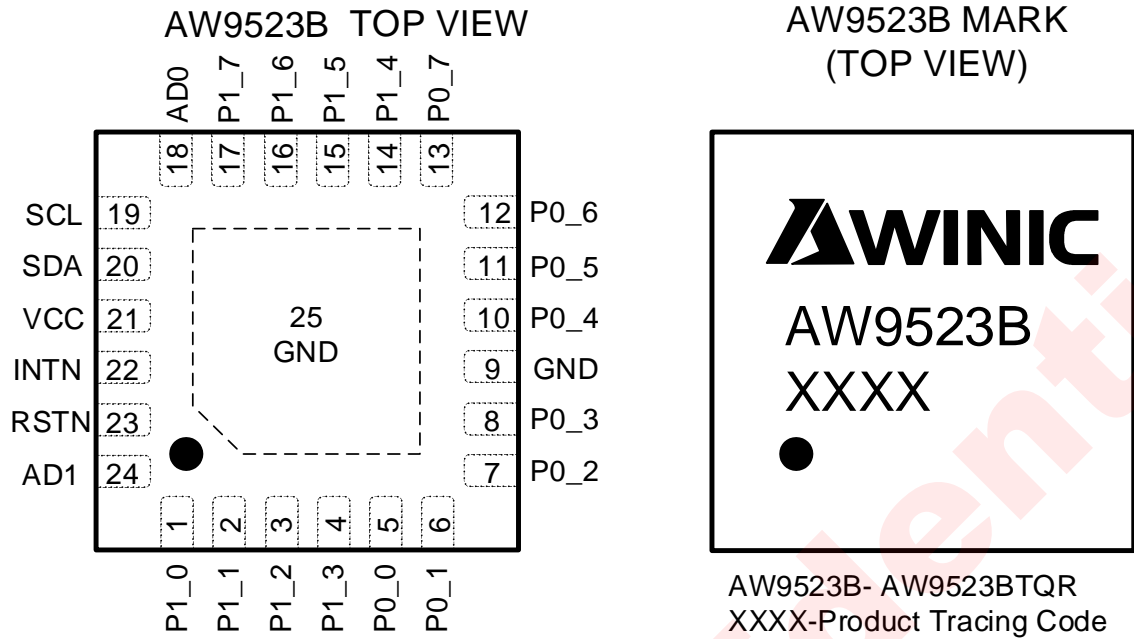 AW9523B TOP VIEW
AD0
P1_7
P1_6
P1_5
P1_4
P0_7
18
17
16
15
14
13
SCL 19
SDA 20
VCC 21
INTN 22
RSTN 23
AD1 24
25
GND
12 P0_6
11 P0_5
10 P0_4
9 GND
8 P0_3
7 P0_2
1
2
3
4
5
6
P1_0
P1_1
P1_2
P1_3
P0_0
P0_1
AW9523B MARK
(TOP VIEW)
AWINIC
AW9523B
XXXX
AW9523B- AW9523BTQR
XXXX-Product Tracing Code